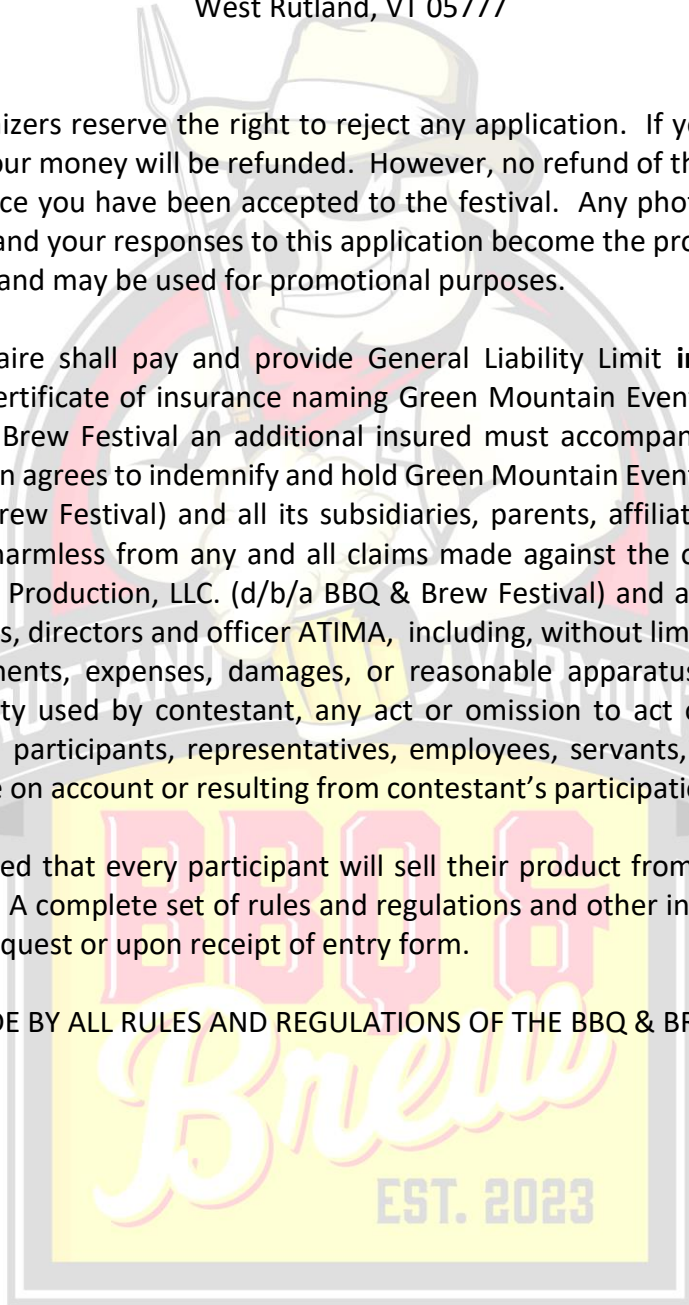 West Rutland, VT 05777
nizers reserve the right to reject any application. If yo
our money will be refunded. However, no refund of th
ce you have been accepted to the festival. Any phot
and your responses to this application become the pro
and may be used for promotional purposes.
aire shall pay and provide General Liability Limit in
ertificate of insurance naming Green Mountain Event
Brew Festival an additional insured must accompan
n agrees to indemnify and hold Green Mountain Event
rew Festival) and all its subsidiaries, parents, affiliat
harmless from any and all claims made against the c
Production, LLC. (d/b/a BBQ & Brew Festival) and a
s, directors and officer ATIMA, including, without lim
nents, expenses, damages, or reasonable apparatus
ty used by contestant, any act or omission to act o
participants, representatives, employees, servants,
e on account or resulting from contestant's participatio
ed that every participant will sell their product from
A complete set of rules and regulations and other in
quest or upon receipt of entry form.
DE BY ALL RULES AND REGULATIONS OF THE BBQ & BR
RUTLAND VERMONT
BBQ &
Brew
EST. 2023